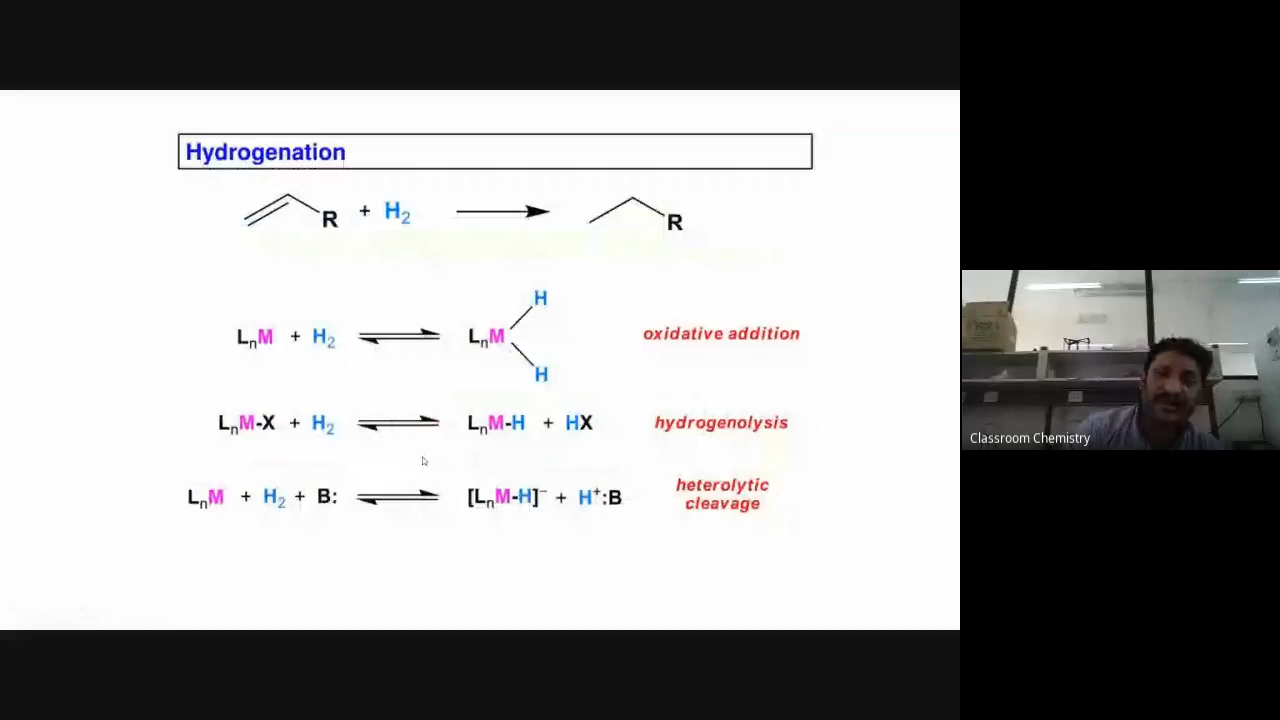 Hydrogenation
R + H₂ R
H
LₙM + H₂ LₙM oxidative addition
H
LₙM-X + H₂ LₙM-H + HX hydrogenolysis
LₙM + H₂ + B: [LₙM-H]⁻ + H⁺:B heterolytic
cleavage
Classroom Chemistry